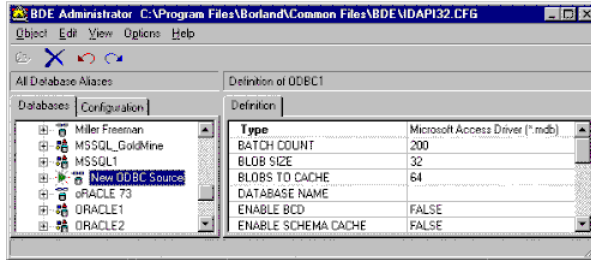 BDE Administrator C:\Program Files\Borland\Common Files\BDE\IDAPI32.CFG
Object Edit View Options Help
All Database Aliases
Definition of ODBC1
Databases Configuration
Definition
Miller Freeman
MSSQL_GoldMine
MSSQL1
New ODBC Source
oRACLE 73
ORACLE1
ORACLE2
Type Microsoft Access Driver (*.mdb)
BATCH COUNT 200
BLOB SIZE 32
BLOBS TO CACHE 64
DATABASE NAME
ENABLE BCD FALSE
ENABLE SCHEMA CACHE FALSE